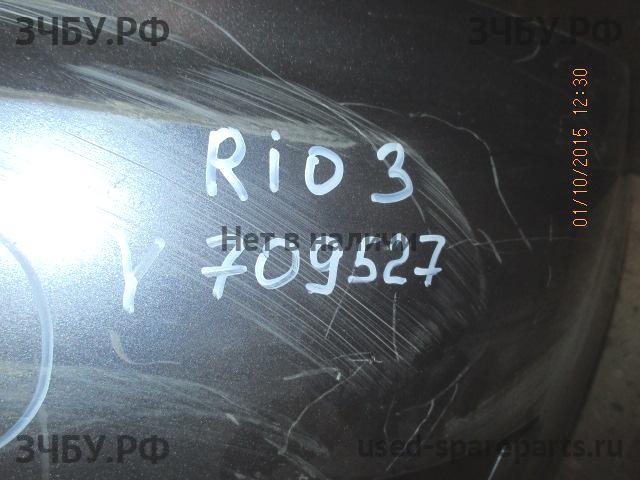 ЗЧБУ.РФ
ЗЧБУ.РФ
01/10/2015 12:30
Rio 3
Нет в наличии
У 709527
ЗЧБУ.РФ
used-spareparts.ru